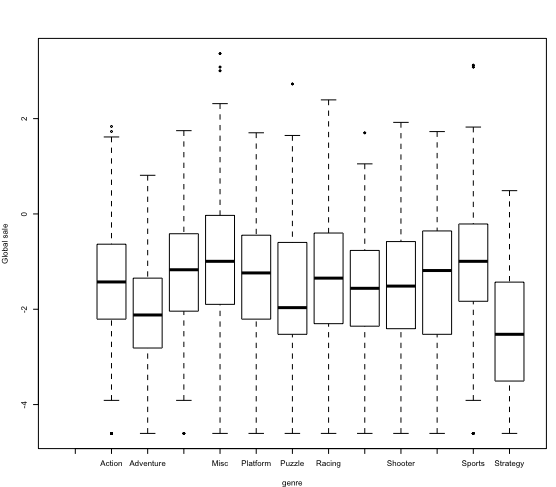 Global sale
2
0
-2
-4
Action Adventure Misc Platform Puzzle Racing Shooter Sports Strategy
genre